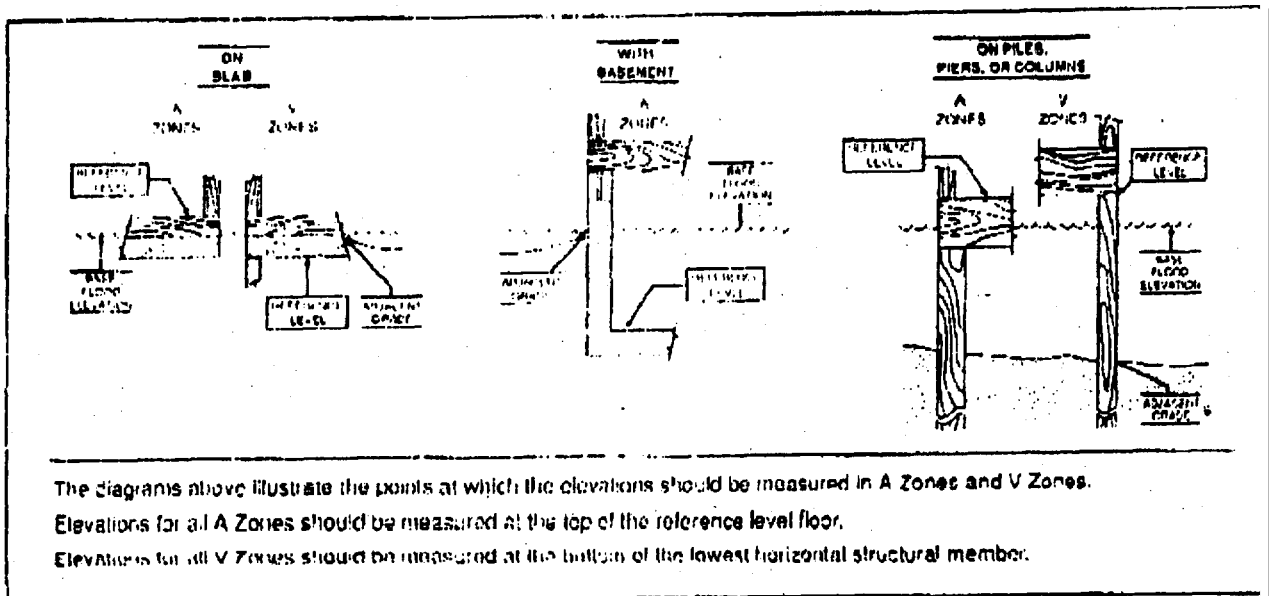 ON
SLAB
A
ZONES
V
ZONES
REFERENCE
LEVEL
BASE
FLOOD
ELEVATION
REFERENCE
LEVEL
ADJACENT
GRADE
WITH
BASEMENT
A
ZONES
BASE
FLOOD
ELEVATION
ADJACENT
GRADE
REFERENCE
LEVEL
ON PILES,
PIERS, OR COLUMNS
A
ZONES
V
ZONES
REFERENCE
LEVEL
REFERENCE
LEVEL
BASE
FLOOD
ELEVATION
ADJACENT
GRADE
The diagrams above illustrate the points at which the elevations should be measured in A Zones and V Zones.
Elevations for all A Zones should be measured at the top of the reference level floor.
Elevations for all V Zones should be measured at the bottom of the lowest horizontal structural member.